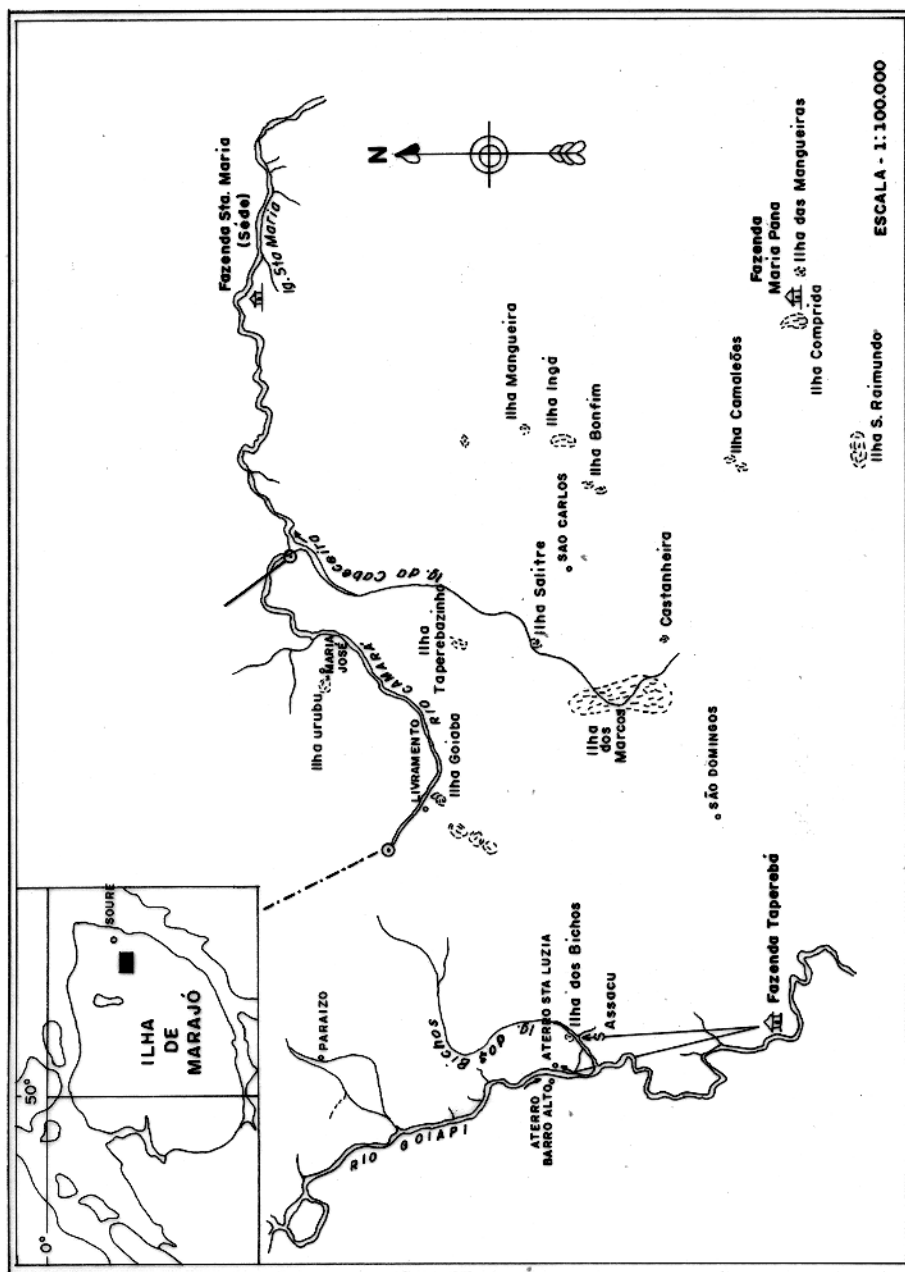 50°
0°
SOURE
ILHA
DE
MARAJÓ
Fazenda Sta. Maria
(Séde)
Ig. Sta Maria
N
Ilha urubu
MARIA
JOSÉ
RIO CAMARÁ
LIVRAMENTO
Ilha Goiaba
Ig. da Cabeceira
Ilha
Taperebazinho
Ilha Mangueira
Ilha Ingá
Ilha Bonfim
SAO CARLOS
Ilha Salitre
Castanheira
Ilha
dos
Marcos
SÃO DOMINGOS
Ilha Camaleões
Fazenda
Maria Pana
Ilha das Mangueiras
Ilha Comprida
Ilha S. Raimundo
PARAIZO
Ig. dos Bichos
RIO GOIAPI
ATERRO STA LUZIA
Ilha dos Bichos
Assacu
ATERRO
BARRO ALTO
Fazenda Taperebá
ESCALA - 1:100.000